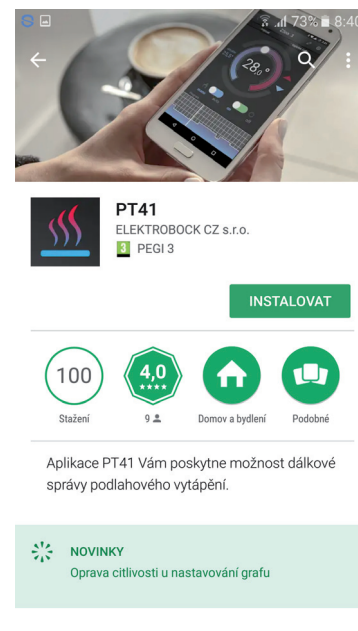 73% 8:40
28,0
PT41
ELEKTROBOCK CZ s.r.o.
3 PEGI 3
INSTALOVAT
100
4,0
Stažení
9
Domov a bydlení
Podobné
Aplikace PT41 Vám poskytne možnost dálkové
správy podlahového vytápění.
NOVINKY
Oprava citlivosti u nastavování grafu